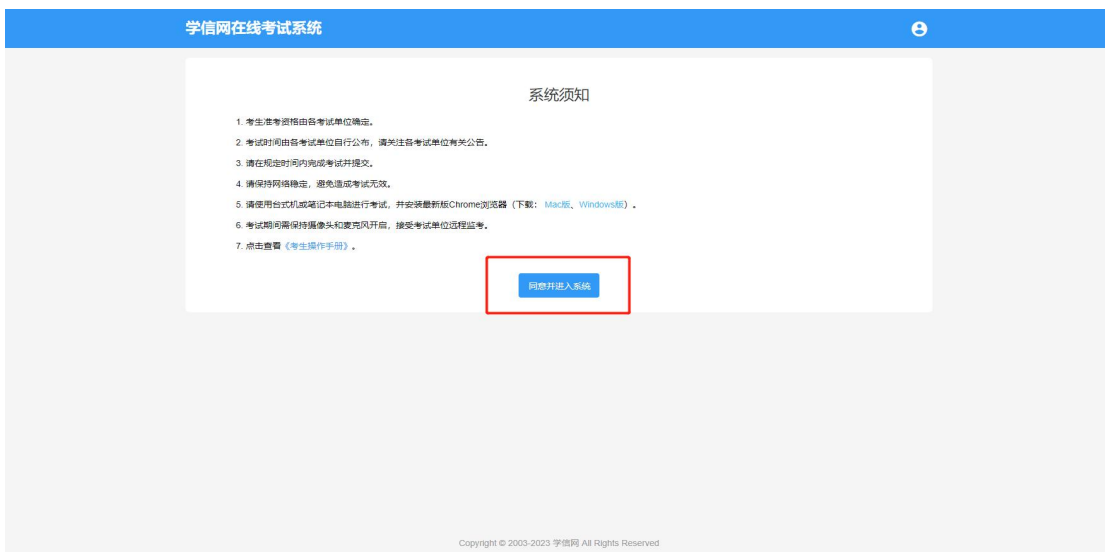 学信网在线考试系统
系统须知
1. 考生准考资格由各考试单位确定。
2. 考试时间由各考试单位自行公布，请关注各考试单位有关公告。
3. 请在规定时间内完成考试并提交。
4. 请保持网络稳定，避免造成考试无效。
5. 请使用台式机或笔记本电脑进行考试，并安装最新版Chrome浏览器（下载： Mac版、Windows版）。
6. 考试期间需保持摄像头和麦克风开启，接受考试单位远程监考。
7. 点击查看《考生操作手册》。
同意并进入系统
Copyright © 2003-2023 学信网 All Rights Reserved